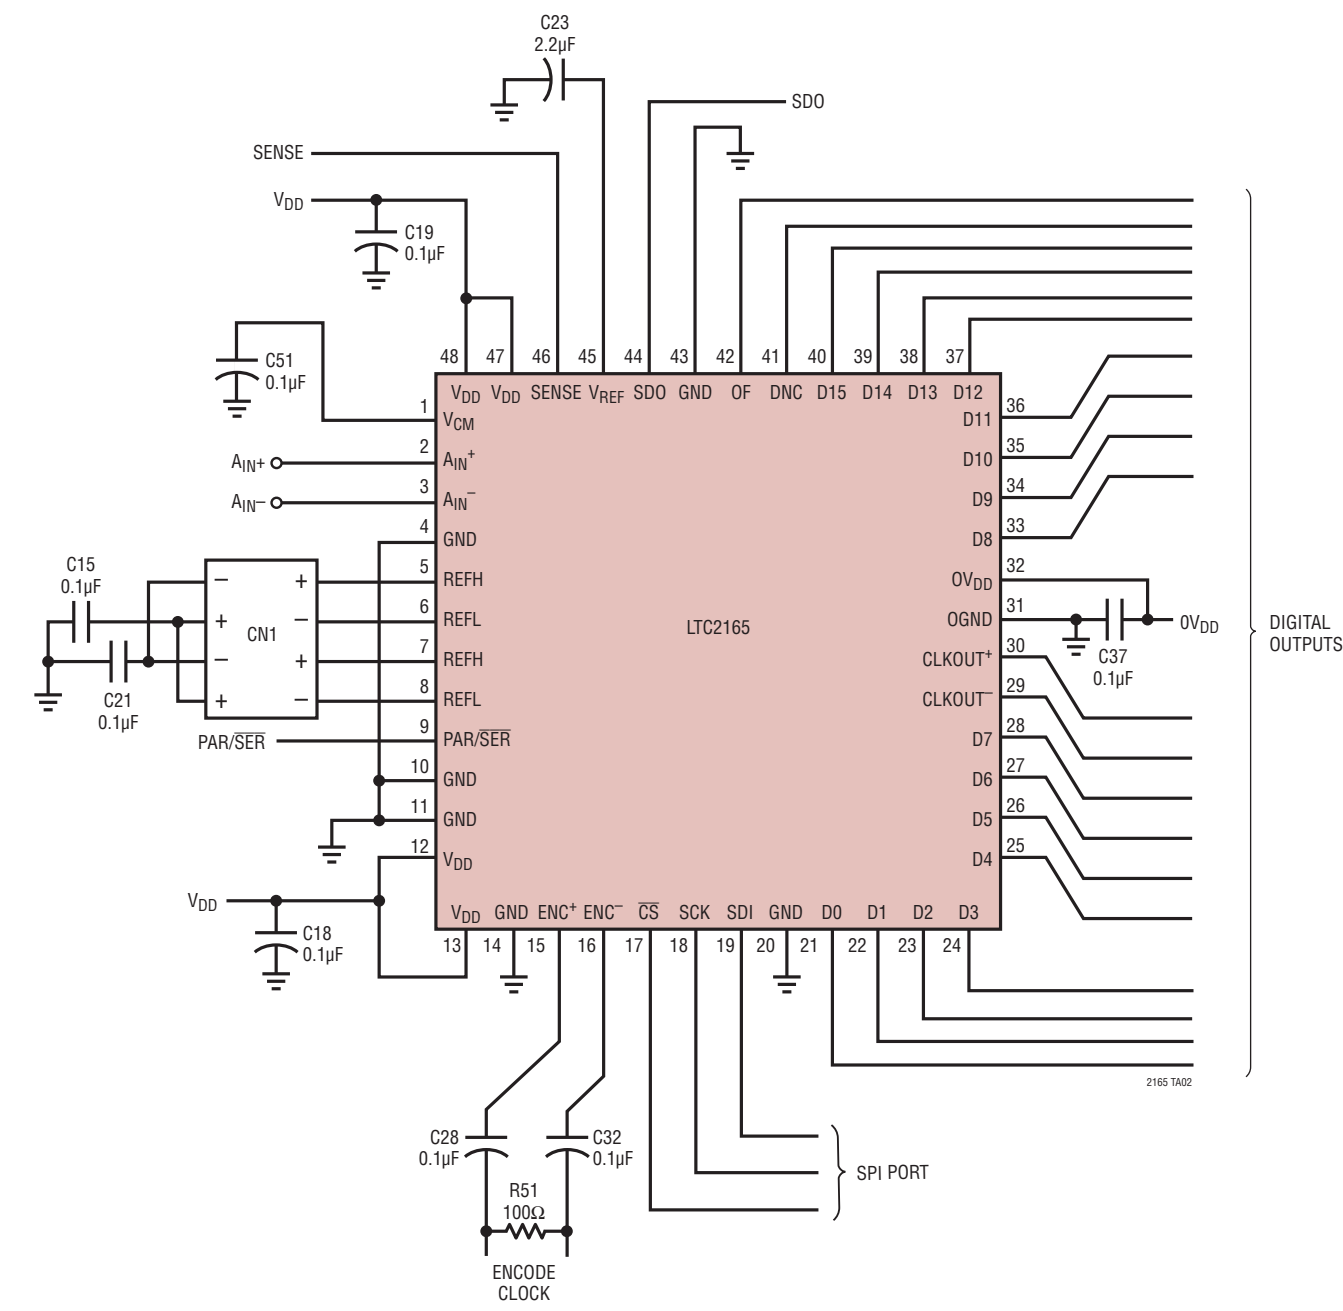 C23
2.2µF
SDO
SENSE
VDD
C19
0.1µF
C51
0.1µF
48 47 46 45 44 43 42 41 40 39 38 37
VDD VDD SENSE VREF SDO GND OF DNC D15 D14 D13 D12
1 VCM
D11 36
AIN+ 2 AIN+
D10 35
AIN– 3 AIN–
D9 34
4 GND
D8 33
C15
0.1µF
– +
5 REFH
OVDD 32
+ –
6 REFL
OGND 31
CN1
LTC2165
0VDD
DIGITAL
OUTPUTS
– +
7 REFH
CLKOUT+ 30
C37
0.1µF
C21
0.1µF
+ –
8 REFL
CLKOUT– 29
PAR/SER 9 PAR/SER
D7 28
10 GND
D6 27
11 GND
D5 26
12 VDD
D4 25
VDD
C18
0.1µF
VDD GND ENC+ ENC– CS SCK SDI GND D0 D1 D2 D3
13 14 15 16 17 18 19 20 21 22 23 24
2165 TA02
C28
0.1µF
C32
0.1µF
SPI PORT
R51
100Ω
ENCODE
CLOCK